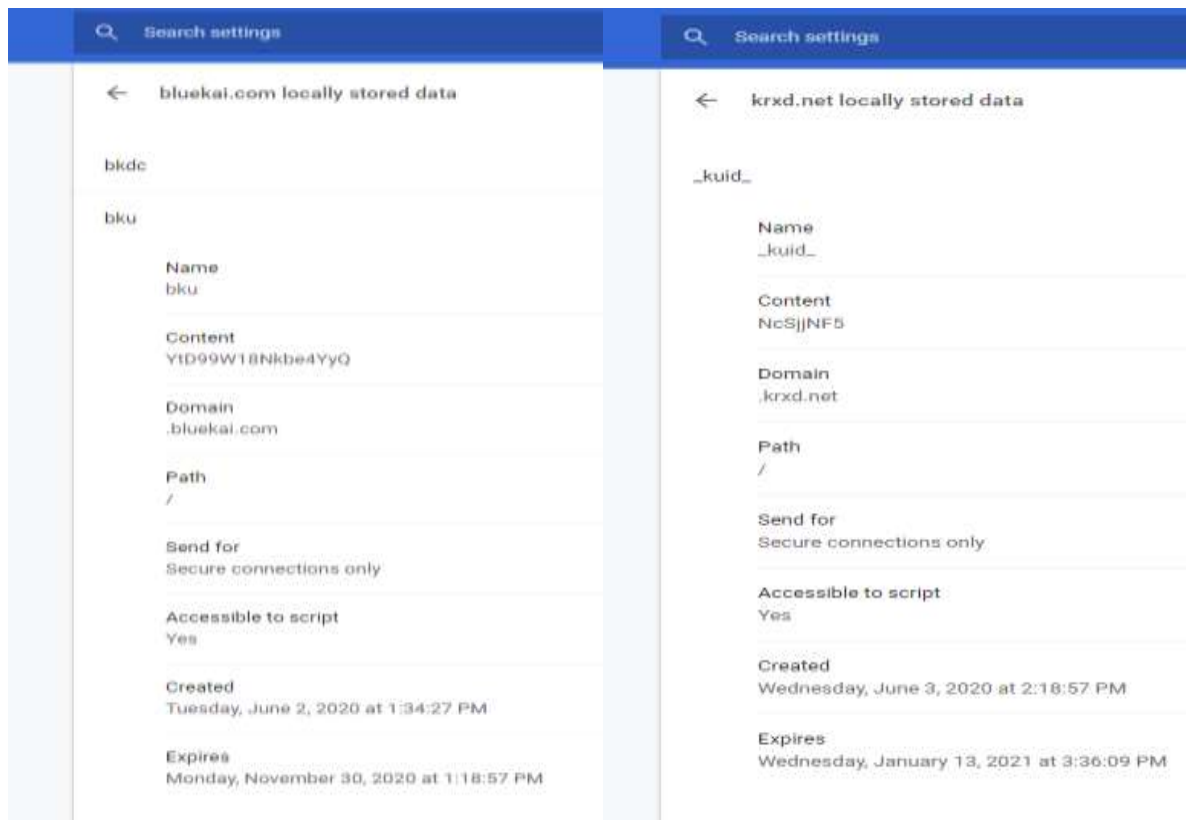 Search settings
bluekai.com locally stored data
bkdc
bku
Name
bku
Content
YtD99W18Nkbe4YyQ
Domain
.bluekai.com
Path
/
Send for
Secure connections only
Accessible to script
Yes
Created
Tuesday, June 2, 2020 at 1:34:27 PM
Expires
Monday, November 30, 2020 at 1:18:57 PM
Search settings
krxd.net locally stored data
_kuid_
Name
_kuid_
Content
NcSjjNF5
Domain
.krxd.net
Path
/
Send for
Secure connections only
Accessible to script
Yes
Created
Wednesday, June 3, 2020 at 2:18:57 PM
Expires
Wednesday, January 13, 2021 at 3:36:09 PM